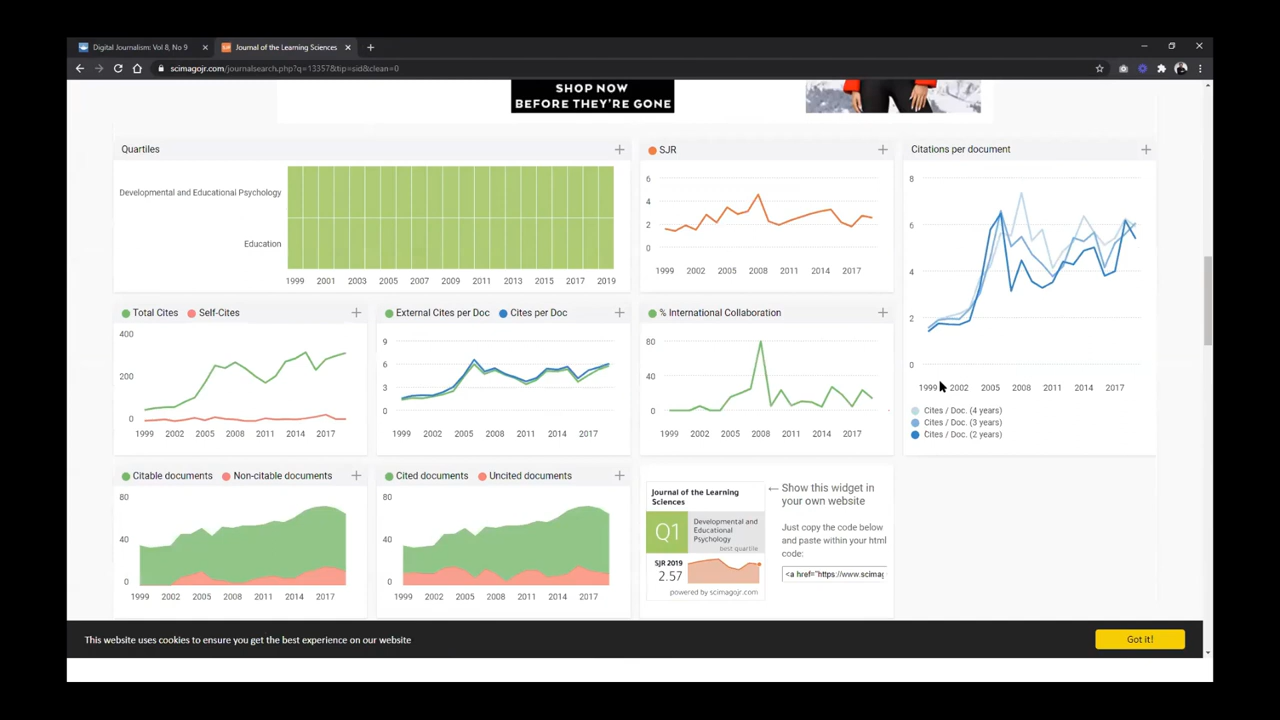 Digital Journalism: Vol 8, No 9
Journal of the Learning Sciences
scimagojr.com/journalsearch.php?q=13357&tip=sid&clean=0
SHOP NOW
BEFORE THEY'RE GONE
Quartiles
Developmental and Educational Psychology
Education
1999 2001 2003 2005 2007 2009 2011 2013 2015 2017 2019
SJR
6
4
2
0
1999 2002 2005 2008 2011 2014 2017
Citations per document
8
6
4
2
0
1999 2002 2005 2008 2011 2014 2017
Cites / Doc. (4 years)
Cites / Doc. (3 years)
Cites / Doc. (2 years)
Total Cites Self-Cites
400
200
0
1999 2002 2005 2008 2011 2014 2017
External Cites per Doc Cites per Doc
9
6
3
0
1999 2002 2005 2008 2011 2014 2017
% International Collaboration
80
40
0
1999 2002 2005 2008 2011 2014 2017
Citable documents Non-citable documents
80
40
0
1999 2002 2005 2008 2011 2014 2017
Cited documents Uncited documents
80
40
0
1999 2002 2005 2008 2011 2014 2017
Journal of the Learning
Sciences
Q1
Developmental and
Educational
Psychology
best quartile
SJR 2019
2.57
powered by scimagojr.com
← Show this widget in
your own website
Just copy the code below
and paste within your html
code:
<a href="https://www.scimag
This website uses cookies to ensure you get the best experience on our website
Got it!